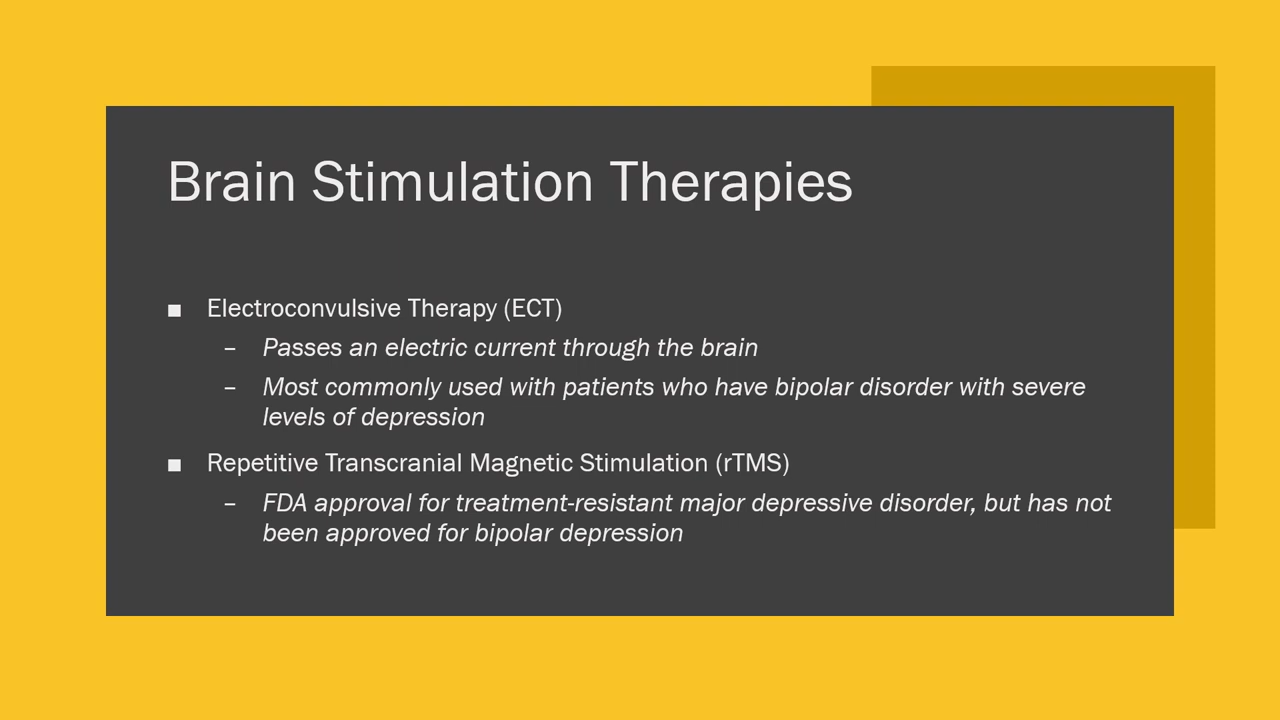 Brain Stimulation Therapies
■ Electroconvulsive Therapy (ECT)
– Passes an electric current through the brain
– Most commonly used with patients who have bipolar disorder with severe
levels of depression
■ Repetitive Transcranial Magnetic Stimulation (rTMS)
– FDA approval for treatment-resistant major depressive disorder, but has not
been approved for bipolar depression